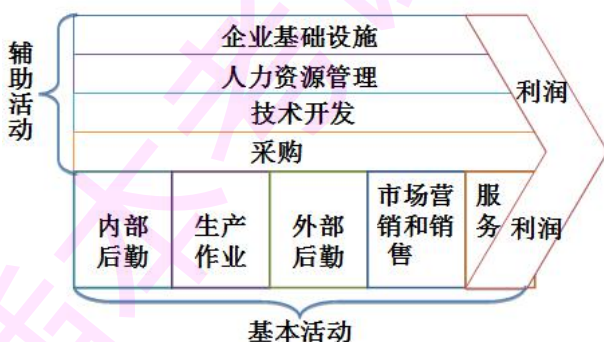 辅助活动
企业基础设施
人力资源管理
技术开发
采购
利润
内部
后勤
生产
作业
外部
后勤
市场营
销和销
售
服
务
利润
基本活动